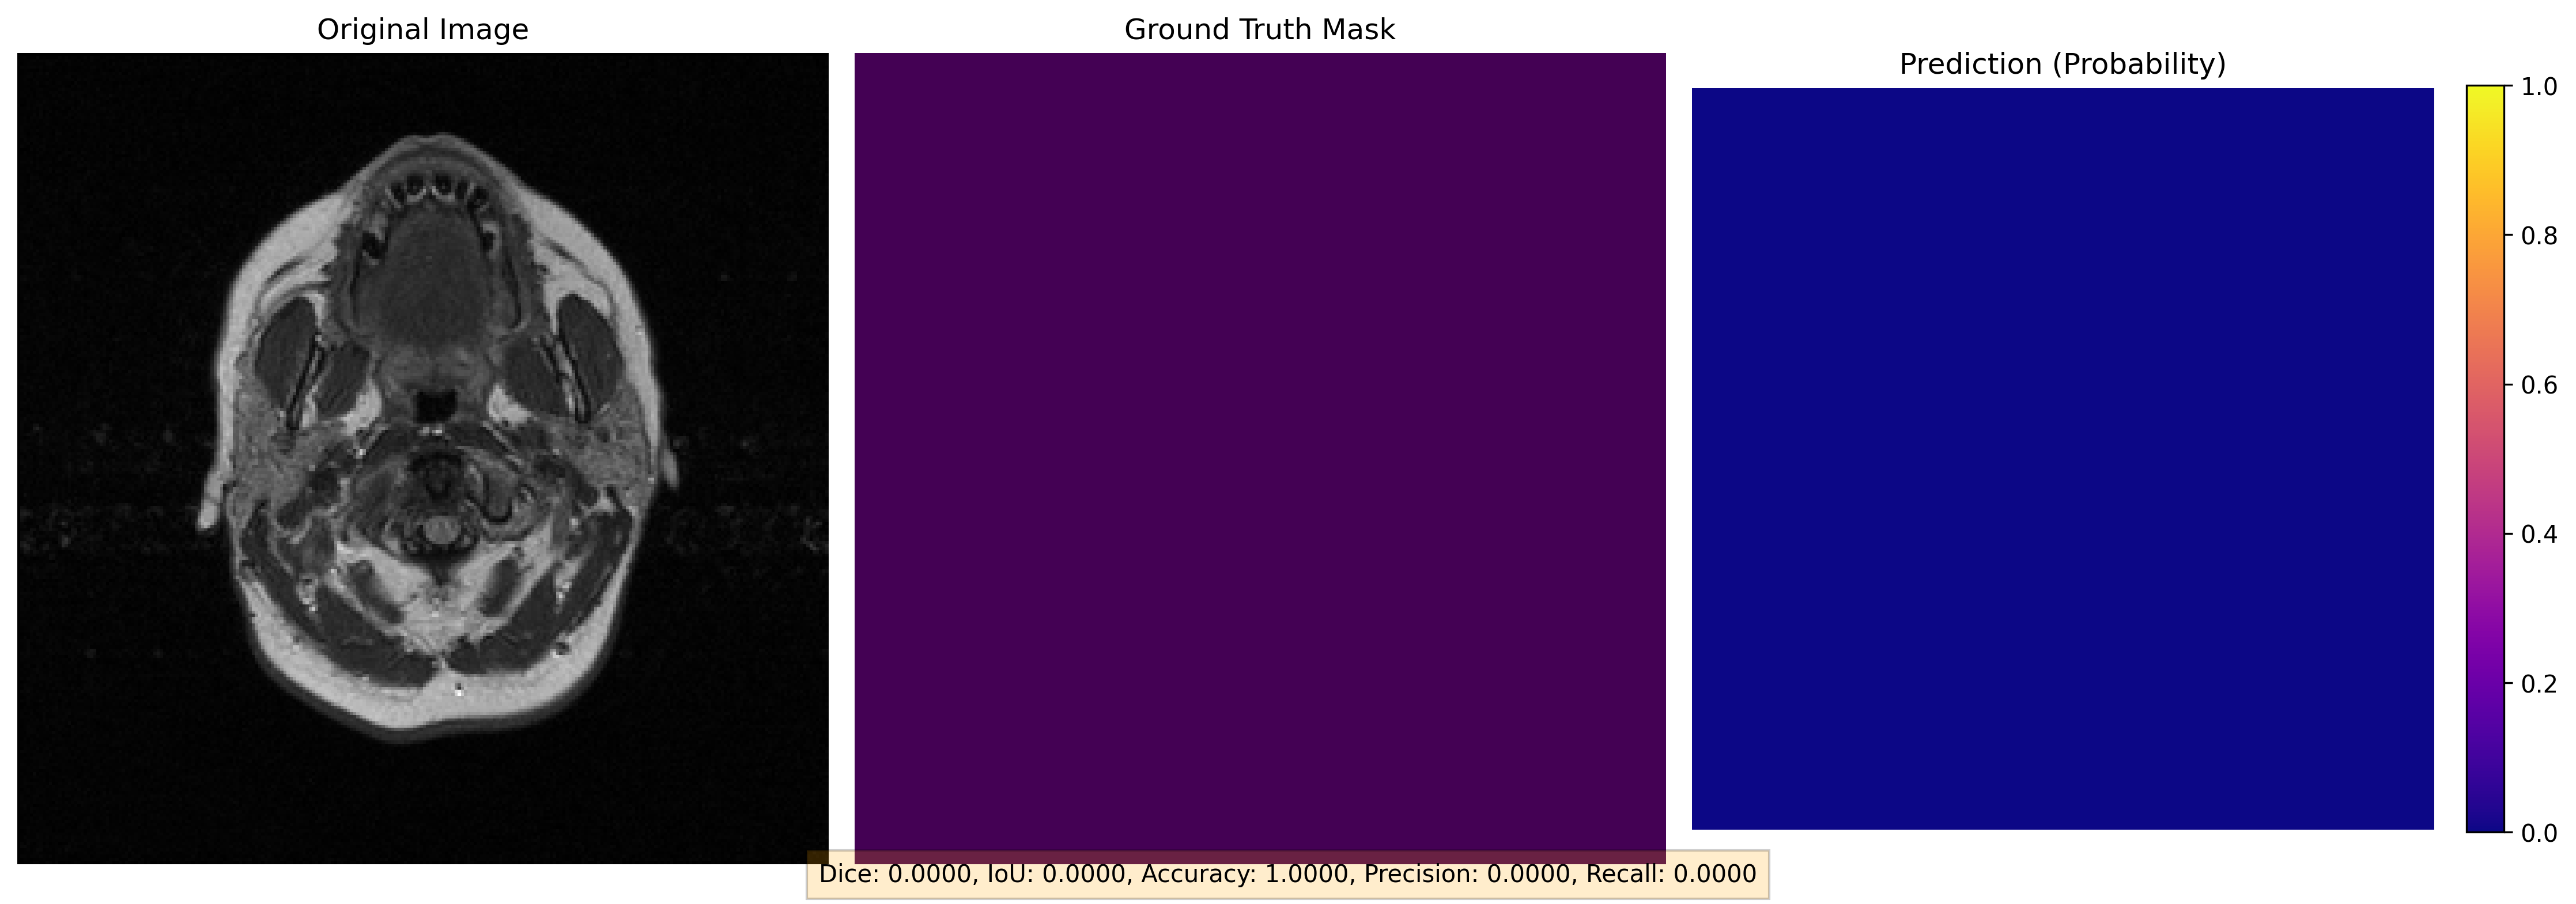 Original Image
Ground Truth Mask
Prediction (Probability)
1.0
0.8
0.6
0.4
0.2
0.0
Dice: 0.0000, IoU: 0.0000, Accuracy: 1.0000, Precision: 0.0000, Recall: 0.0000